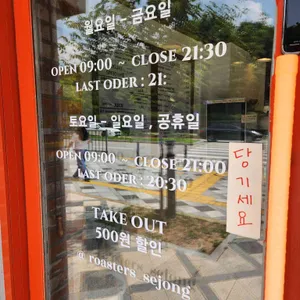 월요일 - 금요일
OPEN 09:00 ~ CLOSE 21:30
LAST ODER : 21:
토요일 - 일요일 , 공휴일
OPEN 09:00 ~ CLOSE 21:00
LAST ODER : 20:30
당기세요
TAKE OUT
500원 할인
@_roasters_sejong